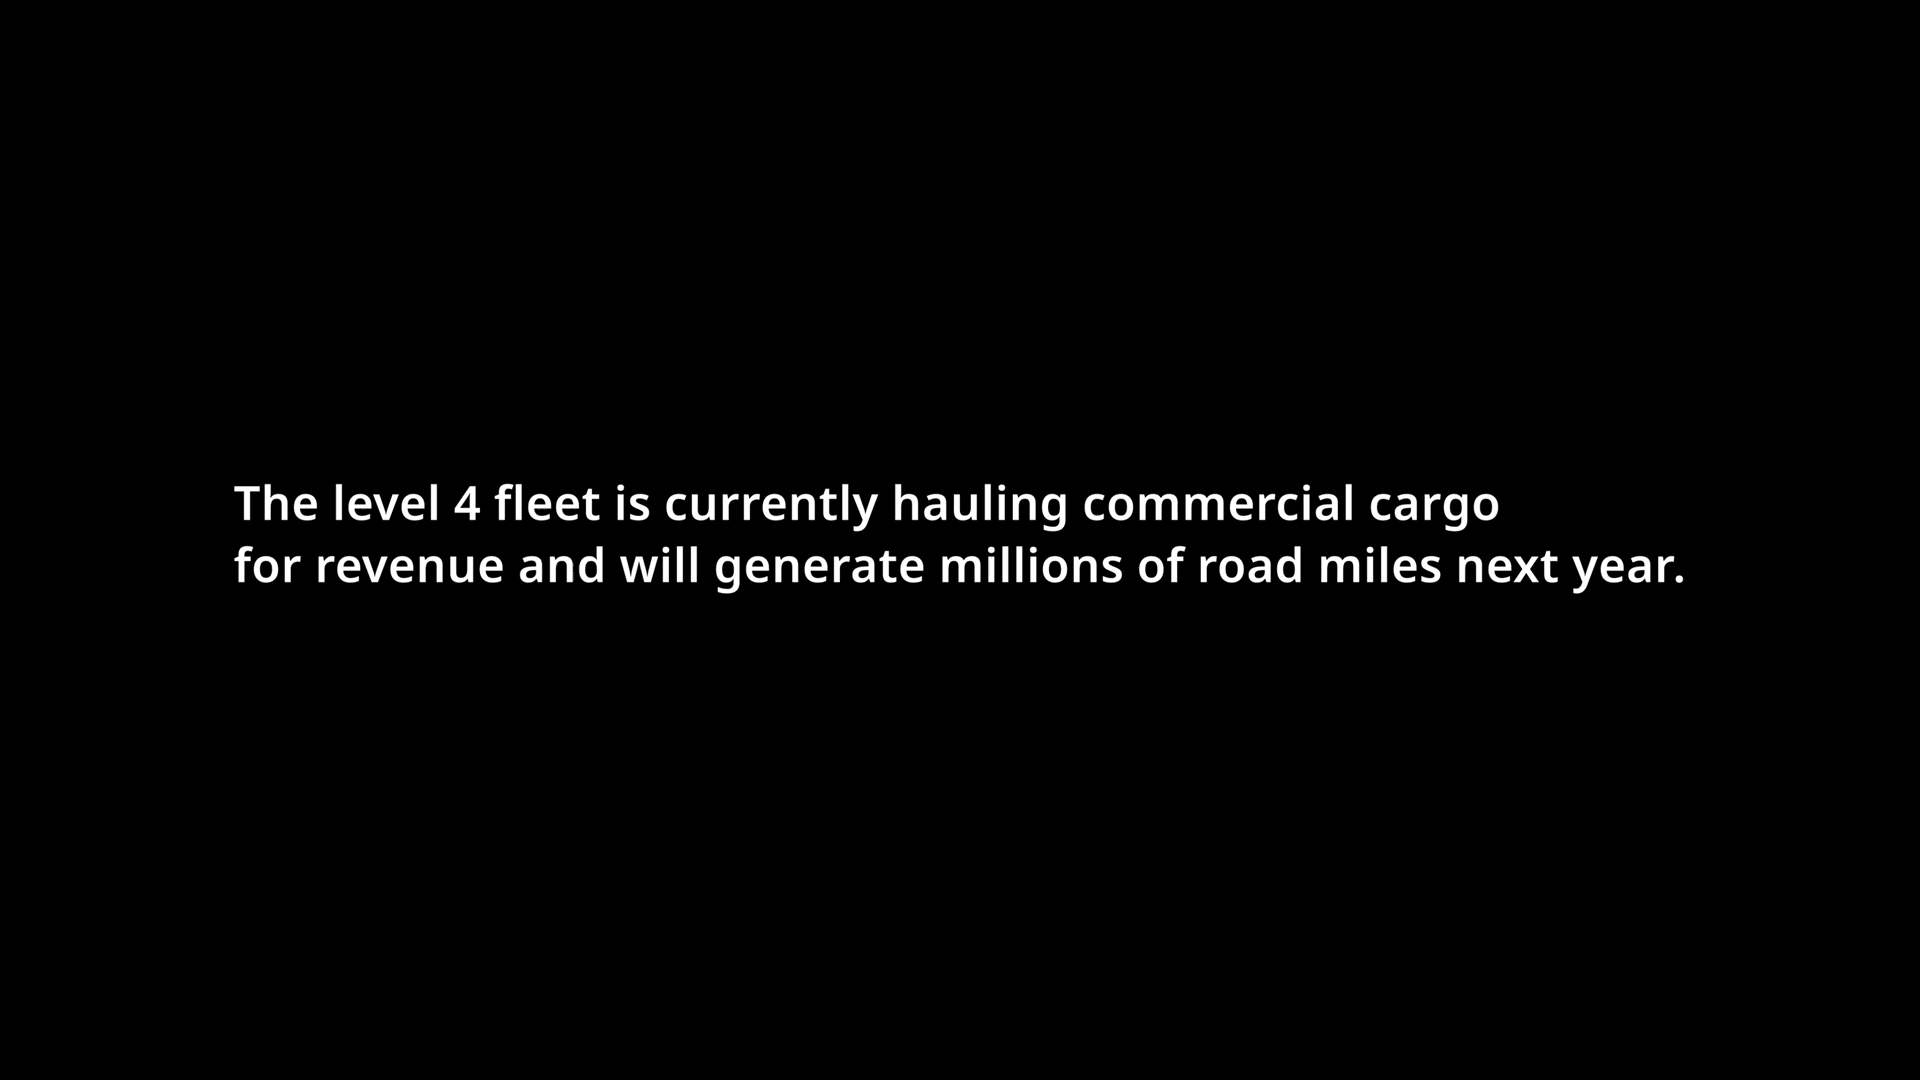 The level 4 fleet is currently hauling commercial cargo
for revenue and will generate millions of road miles next year.